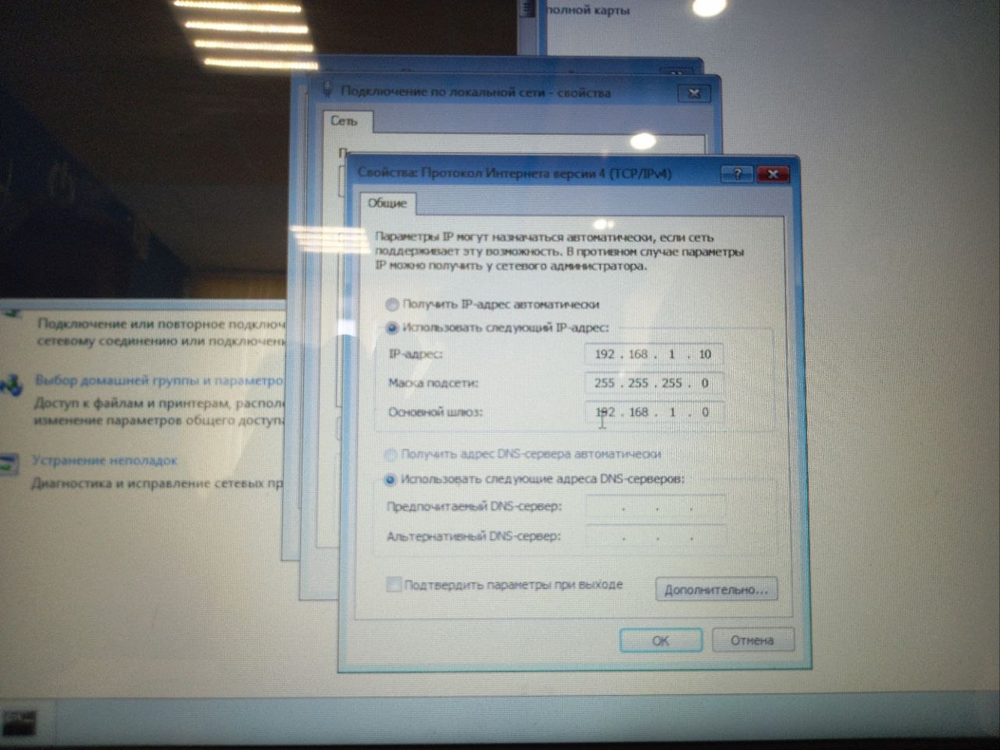 полной карты
Подключение по локальной сети - свойства
Сеть
Свойства: Протокол Интернета версии 4 (TCP/IPv4)
Общие
Параметры IP могут назначаться автоматически, если сеть
поддерживает эту возможность. В противном случае параметры
IP можно получить у сетевого администратора.
Получить IP-адрес автоматически
Использовать следующий IP-адрес:
IP-адрес: 192 . 168 . 1 . 10
Маска подсети: 255 . 255 . 255 . 0
Основной шлюз: 192 . 168 . 1 . 0
Получить адрес DNS-сервера автоматически
Использовать следующие адреса DNS-серверов:
Предпочитаемый DNS-сервер: . . .
Альтернативный DNS-сервер: . . .
Подтвердить параметры при выходе
Дополнительно...
ОК
Отмена
Подключение или повторное подключ
сетевому соединению или подключен
Выбор домашней группы и параметро
Доступ к файлам и принтерам, распол
изменение параметров общего доступа
Устранение неполадок
Диагностика и исправление сетевых пр